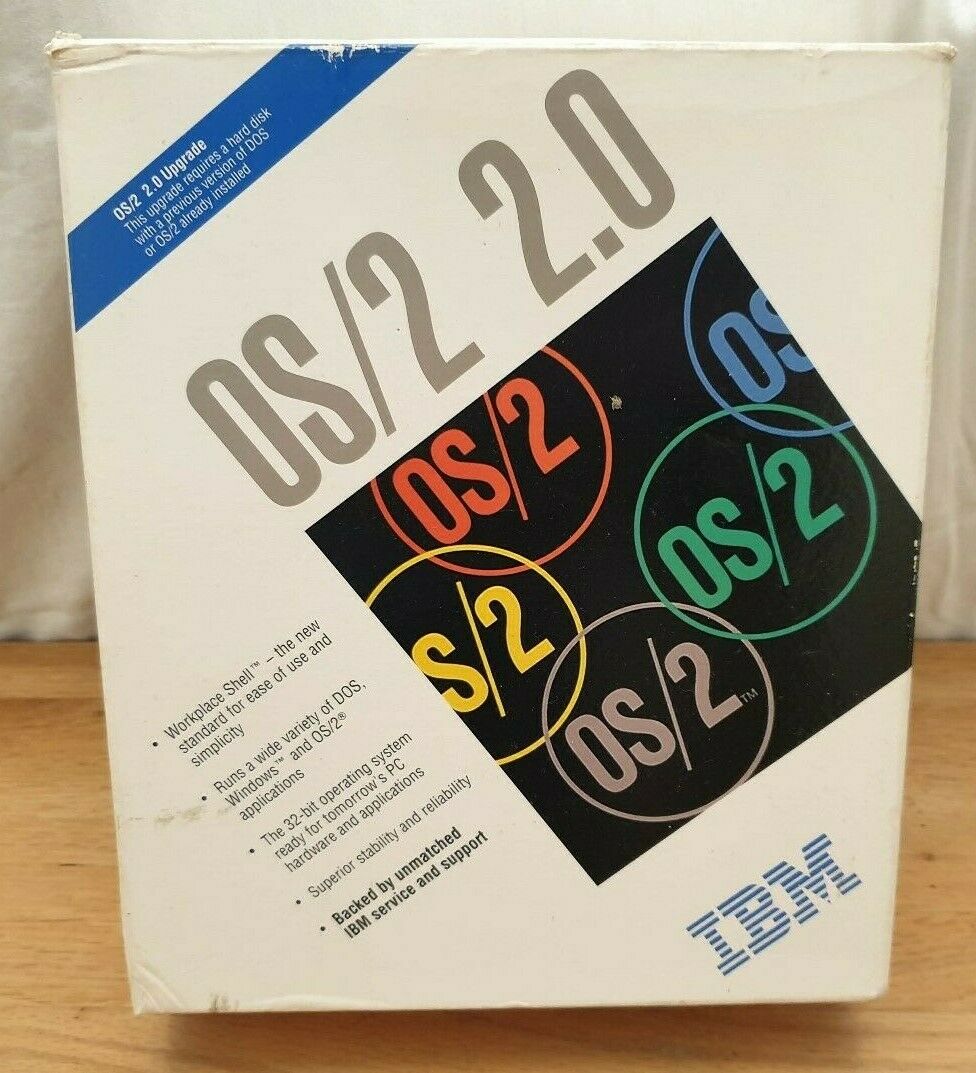 OS/2 2.0 Upgrade
This upgrade requires a hard disk
with a previous version of DOS
or OS/2 already installed
OS/2 2.0
OS
OS/2
OS/2
S/2
OS/2™
• Workplace Shell™ – the new
standard for ease of use and
simplicity
• Runs a wide variety of DOS,
Windows™ and OS/2®
applications
• The 32-bit operating system
ready for tomorrow's PC
hardware and applications
• Superior stability and reliability
• Backed by unmatched
IBM service and support
IBM